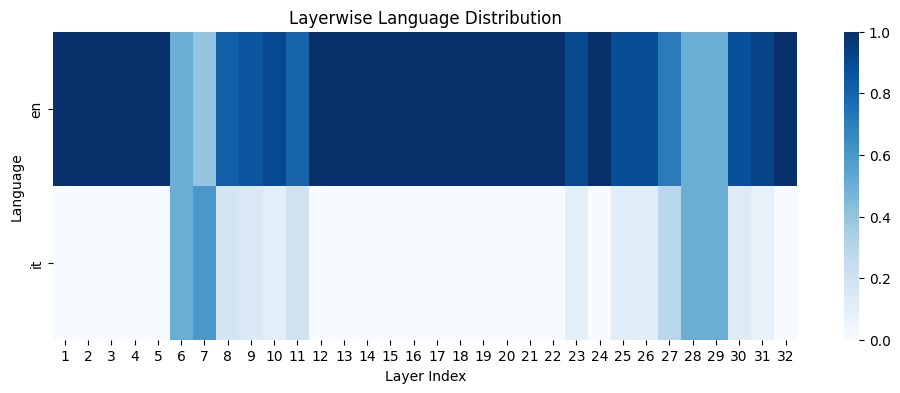 Layerwise Language Distribution
Language
en
it
1 2 3 4 5 6 7 8 9 10 11 12 13 14 15 16 17 18 19 20 21 22 23 24 25 26 27 28 29 30 31 32
Layer Index
1.0
0.8
0.6
0.4
0.2
0.0